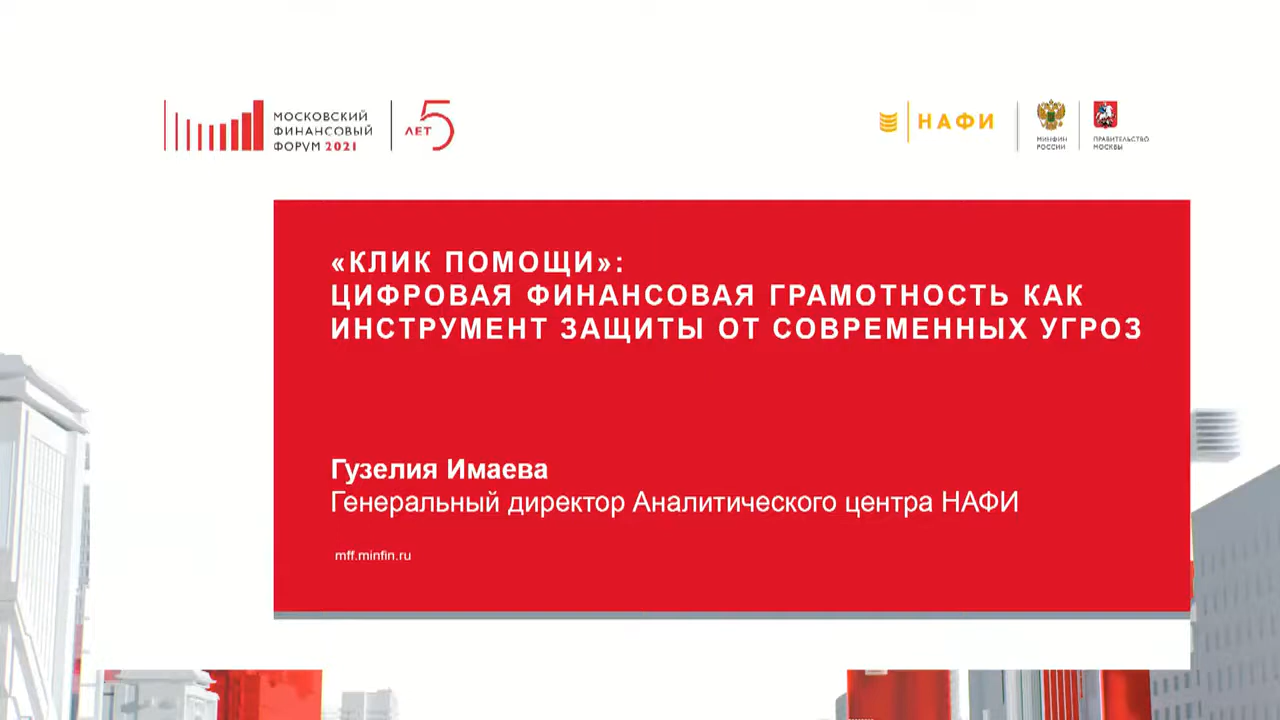 МОСКОВСКИЙ
ФИНАНСОВЫЙ
ФОРУМ 2021
ЛЕТ 5
НАФИ
МИНФИН
РОССИИ
ПРАВИТЕЛЬСТВО
МОСКВЫ
«КЛИК ПОМОЩИ»:
ЦИФРОВАЯ ФИНАНСОВАЯ ГРАМОТНОСТЬ КАК
ИНСТРУМЕНТ ЗАЩИТЫ ОТ СОВРЕМЕННЫХ УГРОЗ
Гузелия Имаева
Генеральный директор Аналитического центра НАФИ
mff.minfin.ru